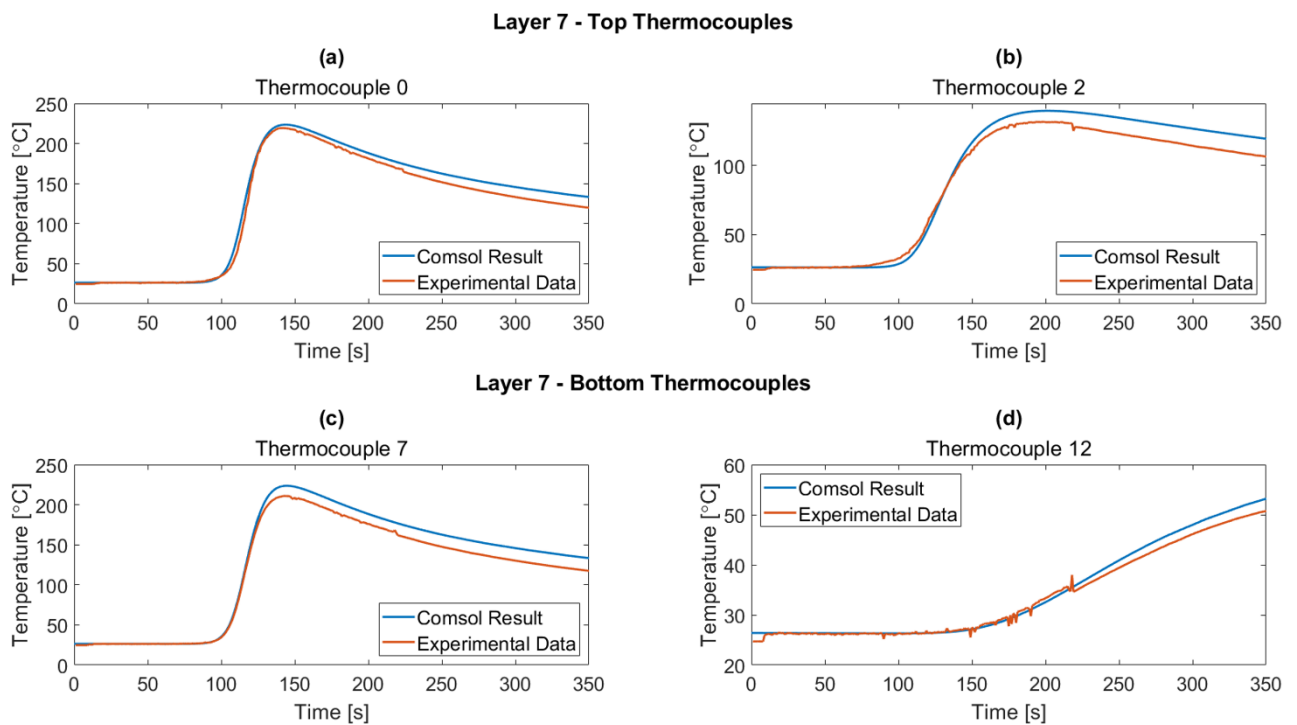 Layer 7 - Top Thermocouples
(a)
Thermocouple 0
250
200
150
100
50
0
Temperature [°C]
Comsol Result
Experimental Data
0 50 100 150 200 250 300 350
Time [s]
(b)
Thermocouple 2
100
50
0
Temperature [°C]
Comsol Result
Experimental Data
0 50 100 150 200 250 300 350
Time [s]
Layer 7 - Bottom Thermocouples
(c)
Thermocouple 7
250
200
150
100
50
0
Temperature [°C]
Comsol Result
Experimental Data
0 50 100 150 200 250 300 350
Time [s]
(d)
Thermocouple 12
60
50
40
30
20
Temperature [°C]
Comsol Result
Experimental Data
0 50 100 150 200 250 300 350
Time [s]